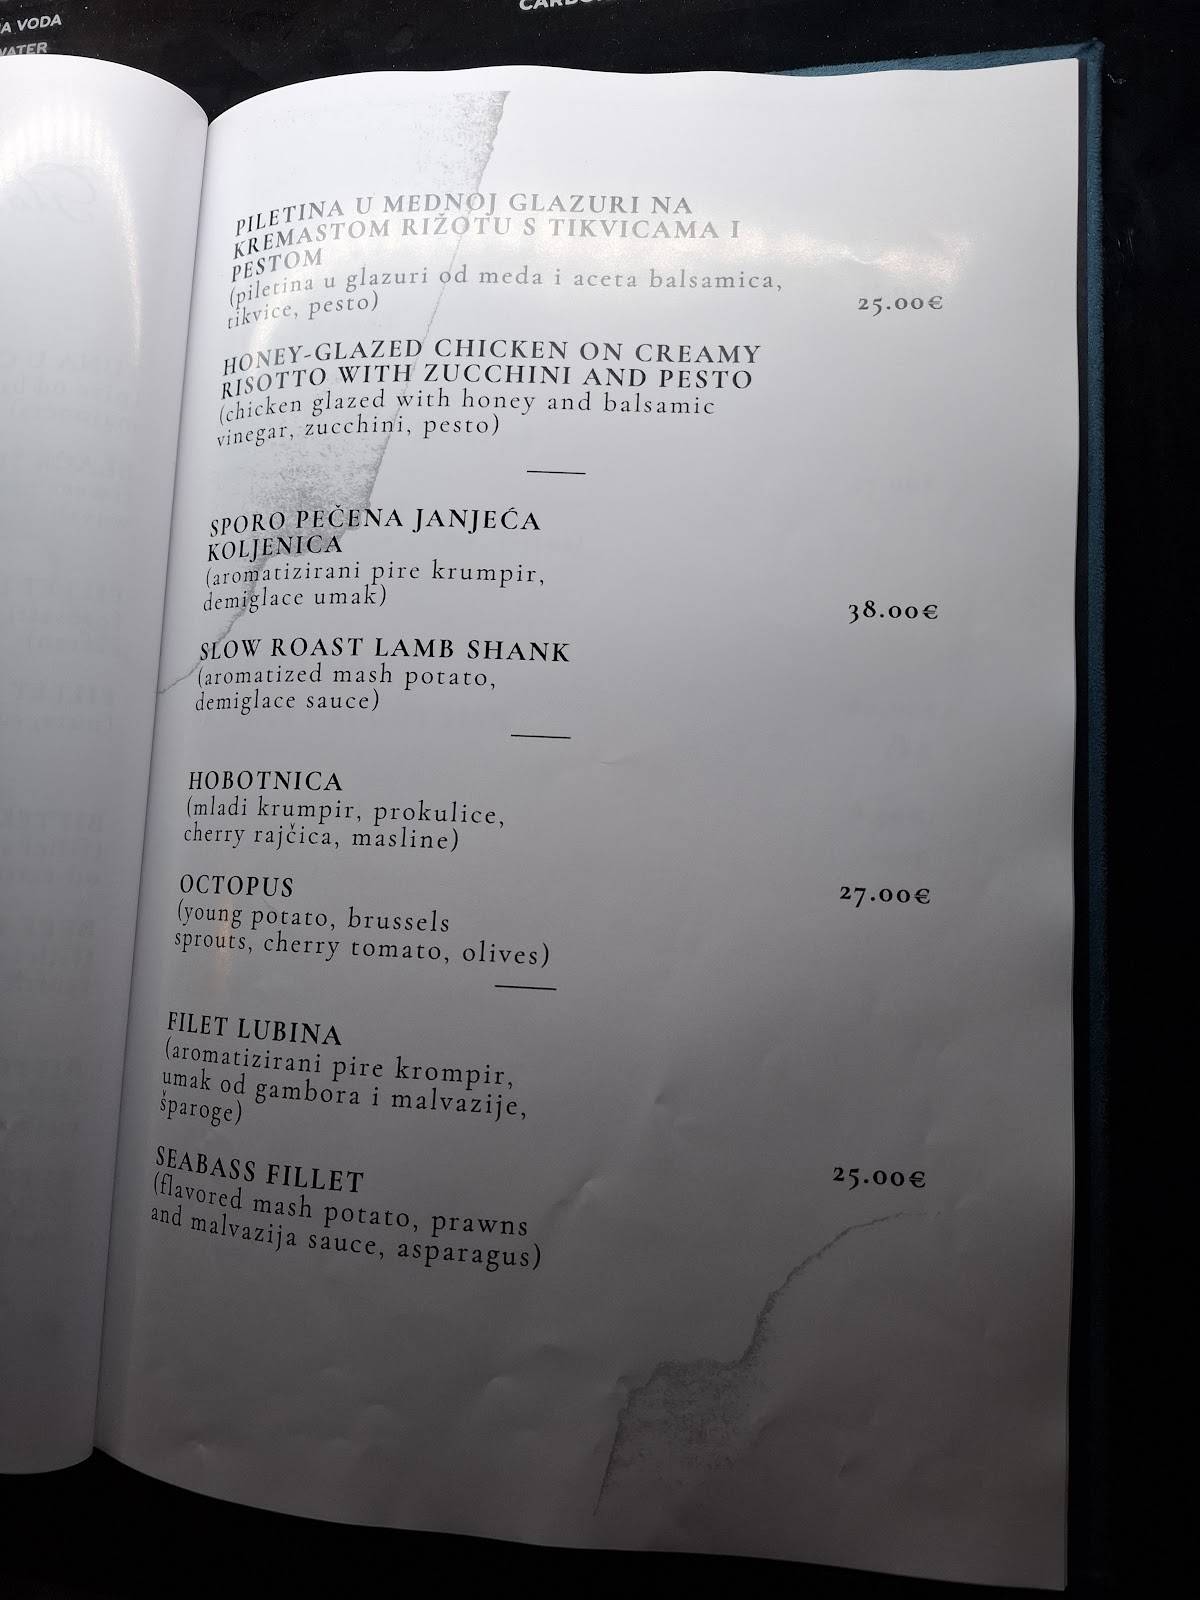 A VODA
WATER
PILETINA U MEDNOJ GLAZURI NA
KREMASTOM RIŽOTU S TIKVICAMA I
PESTOM
(piletina u glazuri od meda i aceta balsamica,
tikvice, pesto)
25.00€
HONEY-GLAZED CHICKEN ON CREAMY
RISOTTO WITH ZUCCHINI AND PESTO
(chicken glazed with honey and balsamic
vinegar, zucchini, pesto)
SPORO PEČENA JANJEĆA
KOLJENICA
(aromatizirani pire krumpir,
demiglace umak)
38.00€
SLOW ROAST LAMB SHANK
(aromatized mash potato,
demiglace sauce)
HOBOTNICA
(mladi krumpir, prokulice,
cherry rajčica, masline)
OCTOPUS
27.00€
(young potato, brussels
sprouts, cherry tomato, olives)
FILET LUBINA
(aromatizirani pire krompir,
umak od gambora i malvazije,
šparoge)
SEABASS FILLET
25.00€
(flavored mash potato, prawns
and malvazija sauce, asparagus)